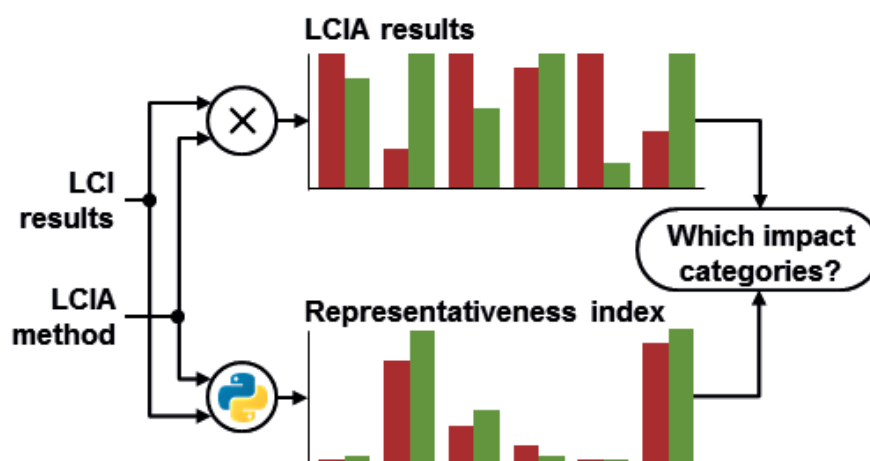 LCIA results
LCI
results
LCIA
method
Which impact
categories?
Representativeness index